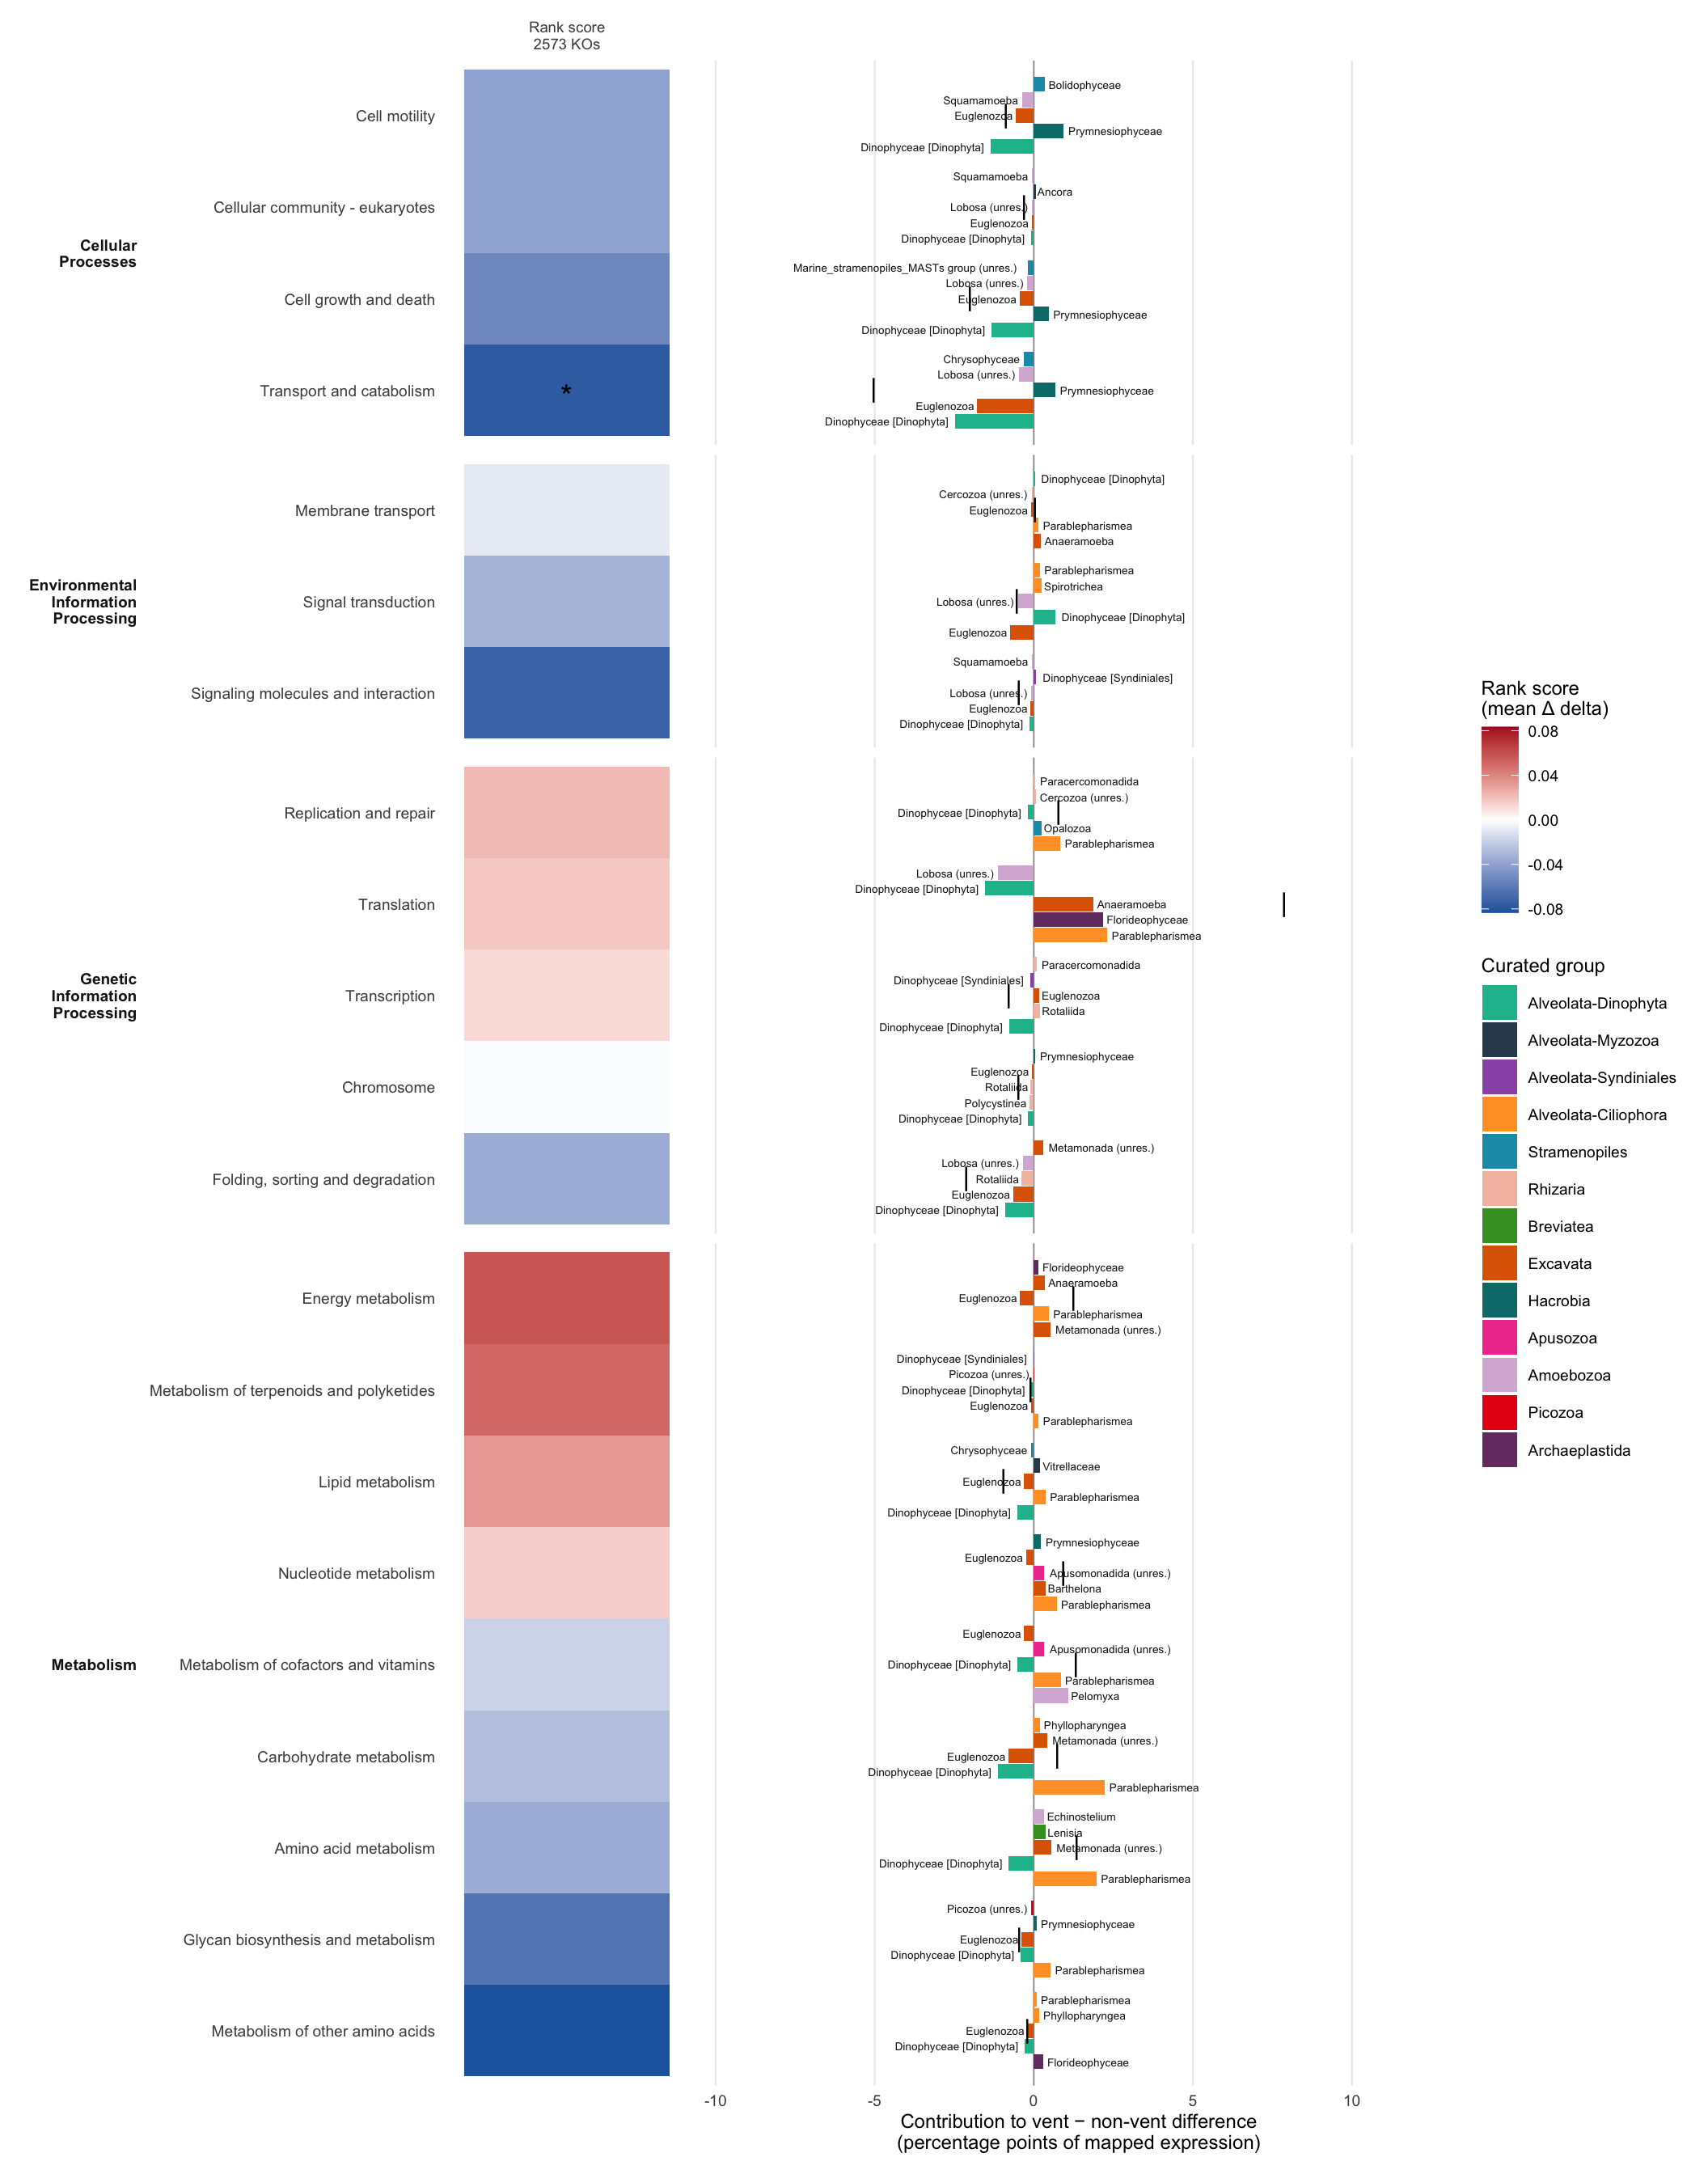 Rank score
2573 KOs
Cellular
Processes
Cell motility
Bolidophyceae
Squamamoeba
Euglenozoa
Prymnesiophyceae
Dinophyceae [Dinophyta]
Cellular community - eukaryotes
Squamamoeba
Ancora
Lobosa (unres.)
Euglenozoa
Dinophyceae [Dinophyta]
Cell growth and death
Marine_stramenopiles_MASTs group (unres.)
Lobosa (unres.)
Euglenozoa
Prymnesiophyceae
Dinophyceae [Dinophyta]
Transport and catabolism
*
Chrysophyceae
Lobosa (unres.)
Prymnesiophyceae
Euglenozoa
Dinophyceae [Dinophyta]
Environmental
Information
Processing
Membrane transport
Dinophyceae [Dinophyta]
Cercozoa (unres.)
Euglenozoa
Parablepharismea
Anaeramoeba
Signal transduction
Parablepharismea
Spirotrichea
Lobosa (unres.)
Dinophyceae [Dinophyta]
Euglenozoa
Signaling molecules and interaction
Squamamoeba
Dinophyceae [Syndiniales]
Lobosa (unres.)
Euglenozoa
Dinophyceae [Dinophyta]
Genetic
Information
Processing
Replication and repair
Paracercomonadida
Cercozoa (unres.)
Dinophyceae [Dinophyta]
Opalozoa
Parablepharismea
Translation
Lobosa (unres.)
Dinophyceae [Dinophyta]
Anaeramoeba
Florideophyceae
Parablepharismea
Transcription
Paracercomonadida
Dinophyceae [Syndiniales]
Euglenozoa
Rotaliida
Dinophyceae [Dinophyta]
Chromosome
Prymnesiophyceae
Euglenozoa
Rotaliida
Polycystinea
Dinophyceae [Dinophyta]
Folding, sorting and degradation
Metamonada (unres.)
Lobosa (unres.)
Rotaliida
Euglenozoa
Dinophyceae [Dinophyta]
Metabolism
Energy metabolism
Florideophyceae
Anaeramoeba
Euglenozoa
Parablepharismea
Metamonada (unres.)
Metabolism of terpenoids and polyketides
Dinophyceae [Syndiniales]
Picozoa (unres.)
Dinophyceae [Dinophyta]
Euglenozoa
Parablepharismea
Lipid metabolism
Chrysophyceae
Vitrellaceae
Euglenozoa
Parablepharismea
Dinophyceae [Dinophyta]
Nucleotide metabolism
Prymnesiophyceae
Euglenozoa
Apusomonadida (unres.)
Barthelona
Parablepharismea
Metabolism of cofactors and vitamins
Euglenozoa
Apusomonadida (unres.)
Dinophyceae [Dinophyta]
Parablepharismea
Pelomyxa
Carbohydrate metabolism
Phyllopharyngea
Metamonada (unres.)
Euglenozoa
Dinophyceae [Dinophyta]
Parablepharismea
Amino acid metabolism
Echinostelium
Lenisia
Metamonada (unres.)
Dinophyceae [Dinophyta]
Parablepharismea
Glycan biosynthesis and metabolism
Picozoa (unres.)
Prymnesiophyceae
Euglenozoa
Dinophyceae [Dinophyta]
Parablepharismea
Metabolism of other amino acids
Parablepharismea
Phyllopharyngea
Euglenozoa
Dinophyceae [Dinophyta]
Florideophyceae
-10 -5 0 5 10
Contribution to vent − non-vent difference
(percentage points of mapped expression)
Rank score
(mean Δ delta)
0.08
0.04
0.00
-0.04
-0.08
Curated group
Alveolata-Dinophyta
Alveolata-Myzozoa
Alveolata-Syndiniales
Alveolata-Ciliophora
Stramenopiles
Rhizaria
Breviatea
Excavata
Hacrobia
Apusozoa
Amoebozoa
Picozoa
Archaeplastida